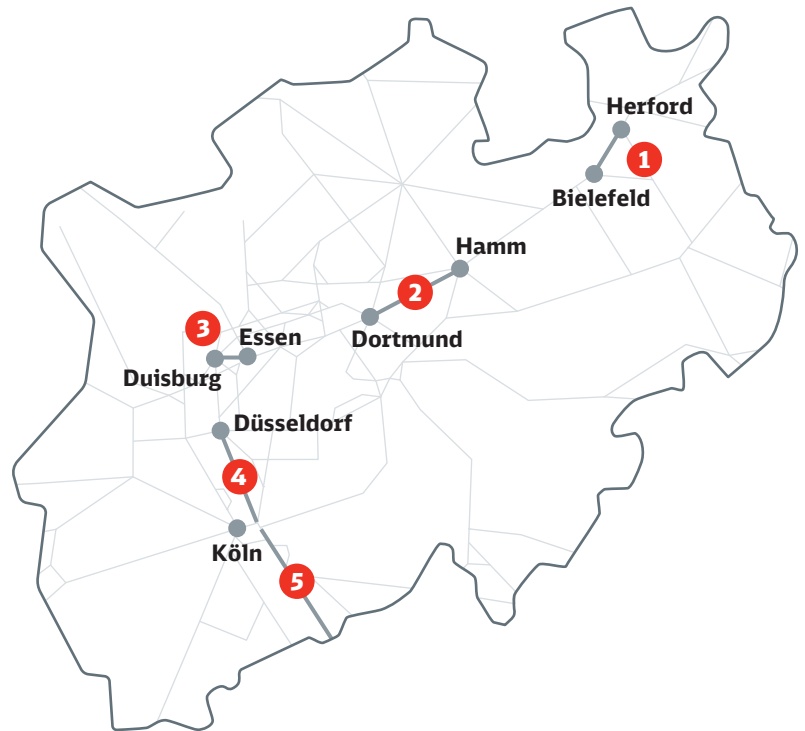 Herford
1
Bielefeld
Hamm
2
Dortmund
3
Essen
Duisburg
Düsseldorf
4
Köln
5